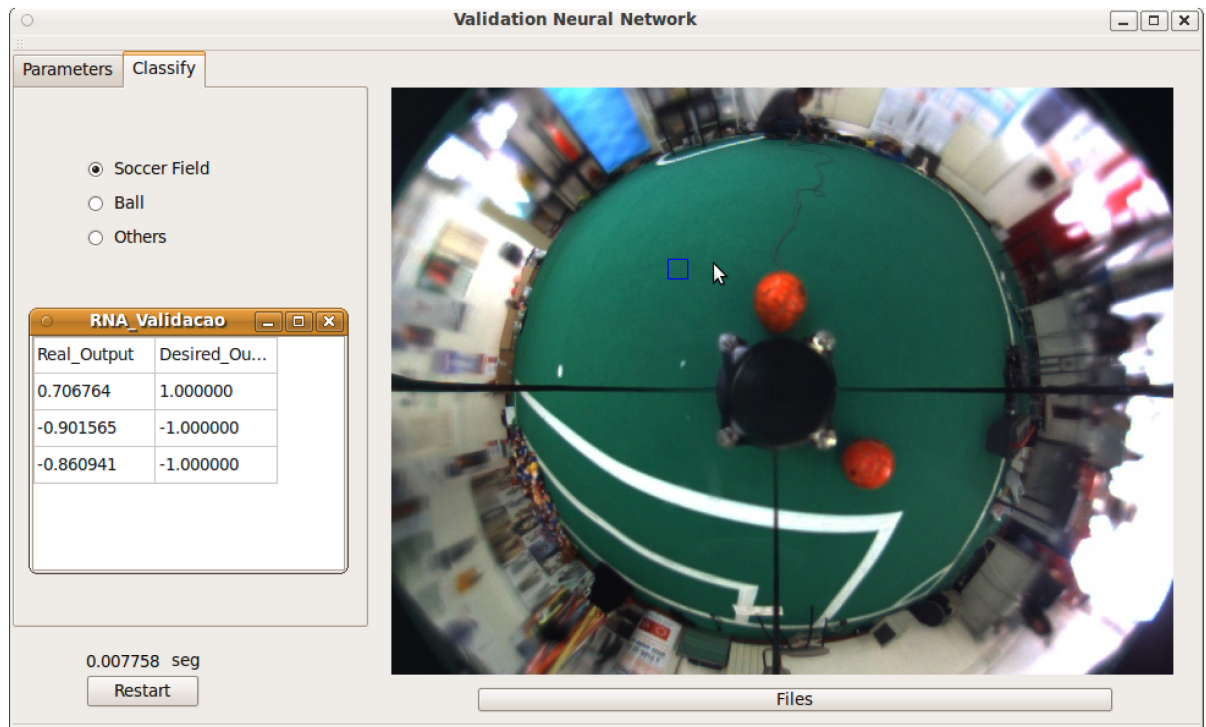 Validation Neural Network
Parameters Classify
Soccer Field
Ball
Others
RNA_Validacao
Real_Output Desired_Ou...
0.706764 1.000000
-0.901565 -1.000000
-0.860941 -1.000000
0.007758 seg
Restart
Files